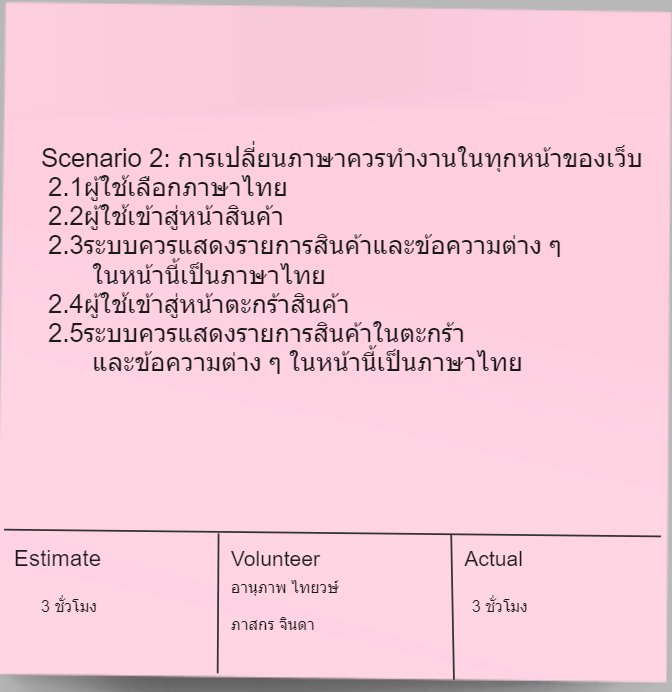 Scenario 2: การเปลี่ยนภาษาควรทำงานในทุกหน้าของเว็บ
2.1ผู้ใช้เลือกภาษาไทย
2.2ผู้ใช้เข้าสู่หน้าสินค้า
2.3ระบบควรแสดงรายการสินค้าและข้อความต่าง ๆ
ในหน้านี้เป็นภาษาไทย
2.4ผู้ใช้เข้าสู่หน้าตะกร้าสินค้า
2.5ระบบควรแสดงรายการสินค้าในตะกร้า
และข้อความต่าง ๆ ในหน้านี้เป็นภาษาไทย
Estimate
3 ชั่วโมง
Volunteer
อานุภาพ ไทยวษ์
ภาสกร จินดา
Actual
3 ชั่วโมง